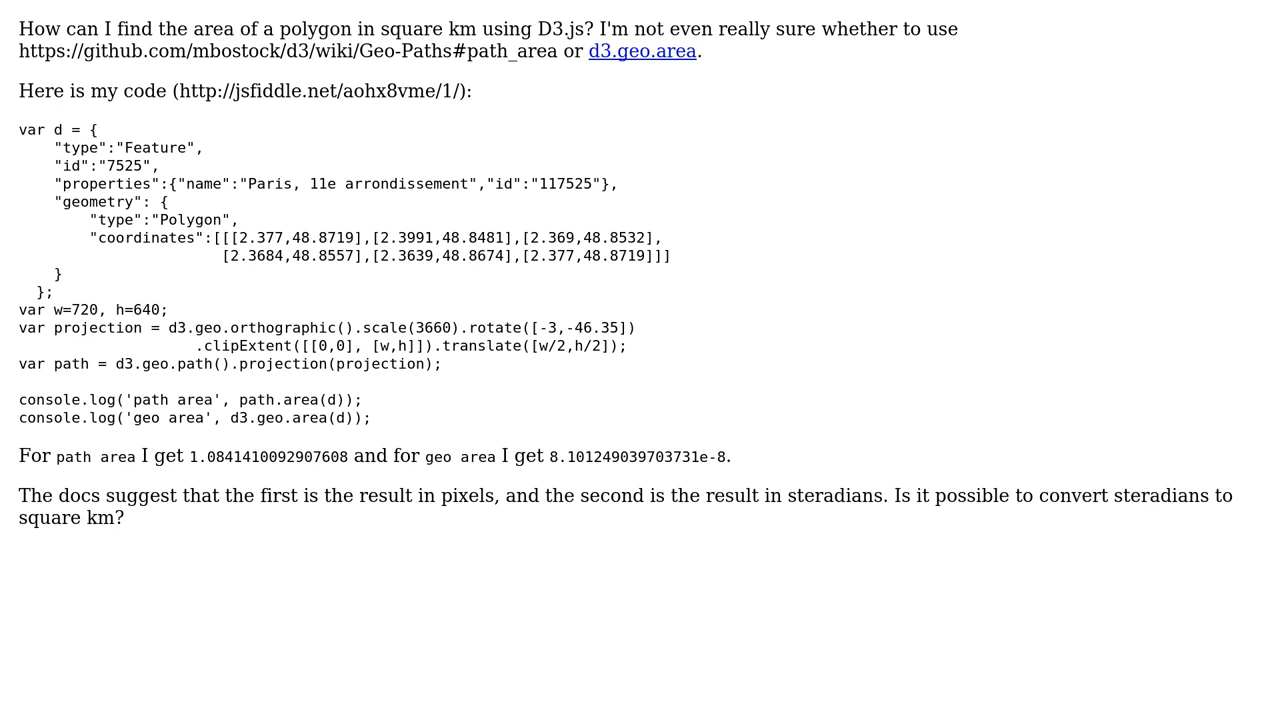 How can I find the area of a polygon in square km using D3.js? I'm not even really sure whether to use
https://github.com/mbostock/d3/wiki/Geo-Paths#path_area or d3.geo.area.
Here is my code (http://jsfiddle.net/aohx8vme/1/):
var d = {
    "type":"Feature",
    "id":"7525",
    "properties":{"name":"Paris, 11e arrondissement","id":"117525"},
    "geometry": {
        "type":"Polygon",
        "coordinates":[[[2.377,48.8719],[2.3991,48.8481],[2.369,48.8532],
                       [2.3684,48.8557],[2.3639,48.8674],[2.377,48.8719]]]
    }
  };
var w=720, h=640;
var projection = d3.geo.orthographic().scale(3660).rotate([-3,-46.35])
                    .clipExtent([[0,0], [w,h]]).translate([w/2,h/2]);
var path = d3.geo.path().projection(projection);
console.log('path area', path.area(d));
console.log('geo area', d3.geo.area(d));
For path area I get 1.0841410092907608 and for geo area I get 8.101249039703731e-8.
The docs suggest that the first is the result in pixels, and the second is the result in steradians. Is it possible to convert steradians to
square km?